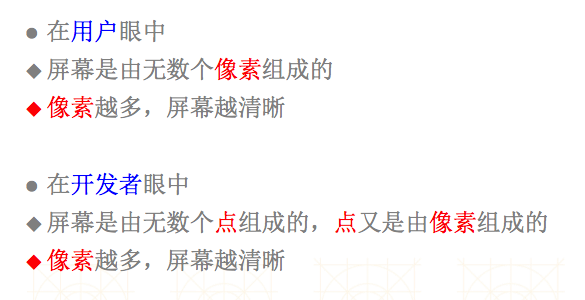 ● 在用户眼中
◆ 屏幕是由无数个像素组成的
◆ 像素越多，屏幕越清晰
● 在开发者眼中
◆ 屏幕是由无数个点组成的，点又是由像素组成的
◆ 像素越多，屏幕越清晰